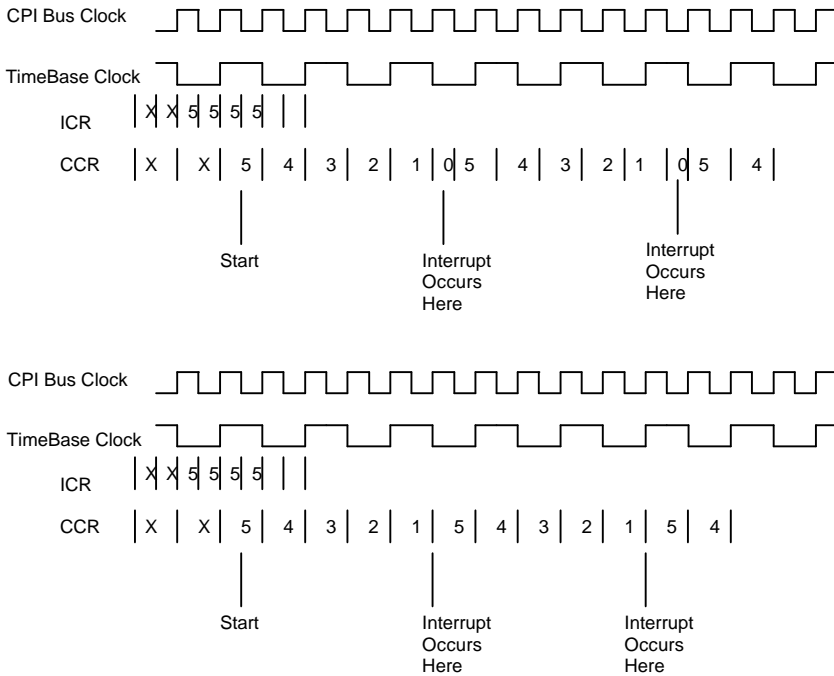 CPI Bus Clock
TimeBase Clock
ICR X X 5 5 5 5
CCR X X 5 4 3 2 1 0 5 4 3 2 1 0 5 4
Start
Interrupt
Occurs
Here
Interrupt
Occurs
Here
CPI Bus Clock
TimeBase Clock
ICR X X 5 5 5 5
CCR X X 5 4 3 2 1 5 4 3 2 1 5 4
Start
Interrupt
Occurs
Here
Interrupt
Occurs
Here